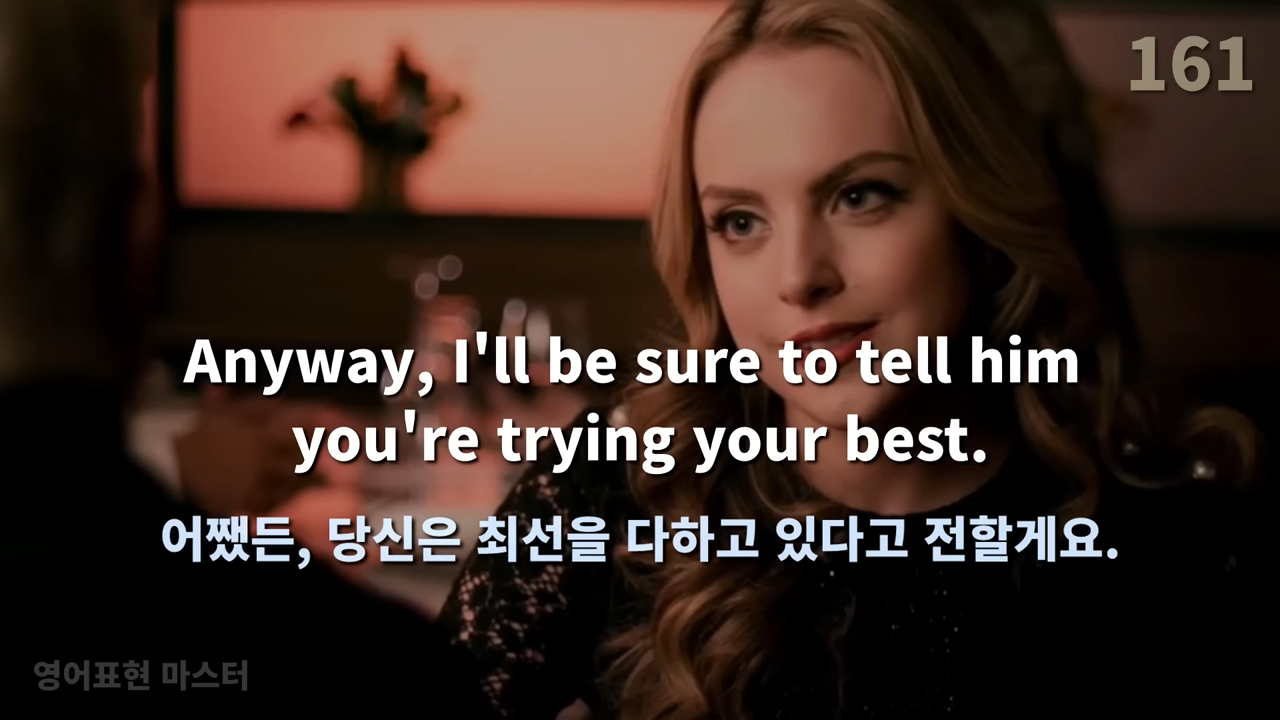 161
Anyway, I'll be sure to tell him
you're trying your best.
어쨌든, 당신은 최선을 다하고 있다고 전할게요.
영어표현 마스터